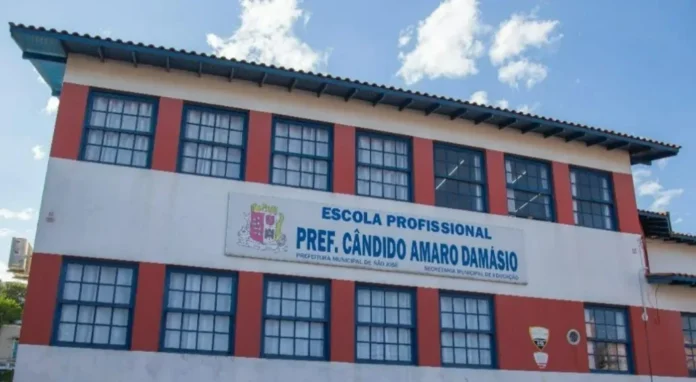 ESCOLA PROFISSIONAL
PREF. CÂNDIDO AMARO DAMÁSIO
PREFEITURA MUNICIPAL DE SÃO JOSÉ SECRETARIA MUNICIPAL DE EDUCAÇÃO